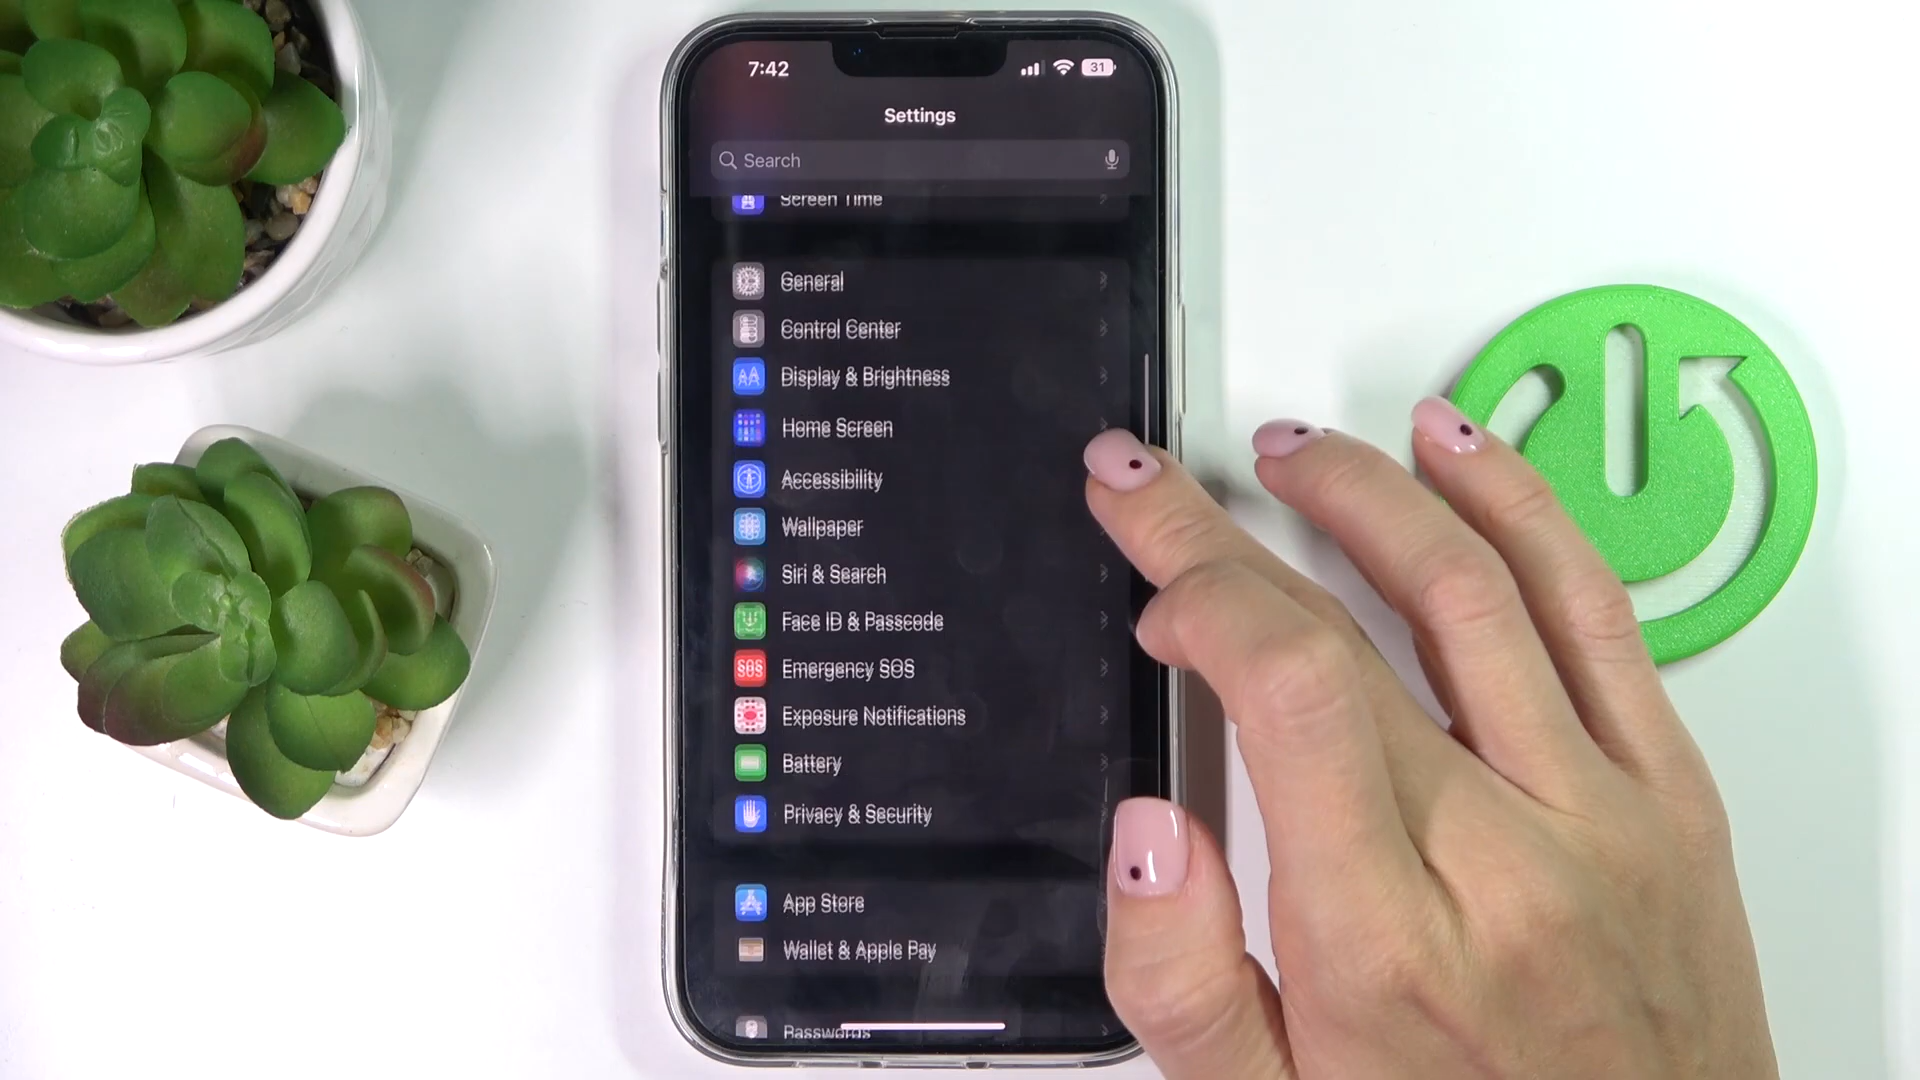 7:42
31
Settings
Search
Screen Time
General
Control Center
AA
Display & Brightness
Home Screen
Accessibility
Wallpaper
Siri & Search
Face ID & Passcode
SOS
Emergency SOS
Exposure Notifications
Battery
Privacy & Security
App Store
Wallet & Apple Pay
Passwords